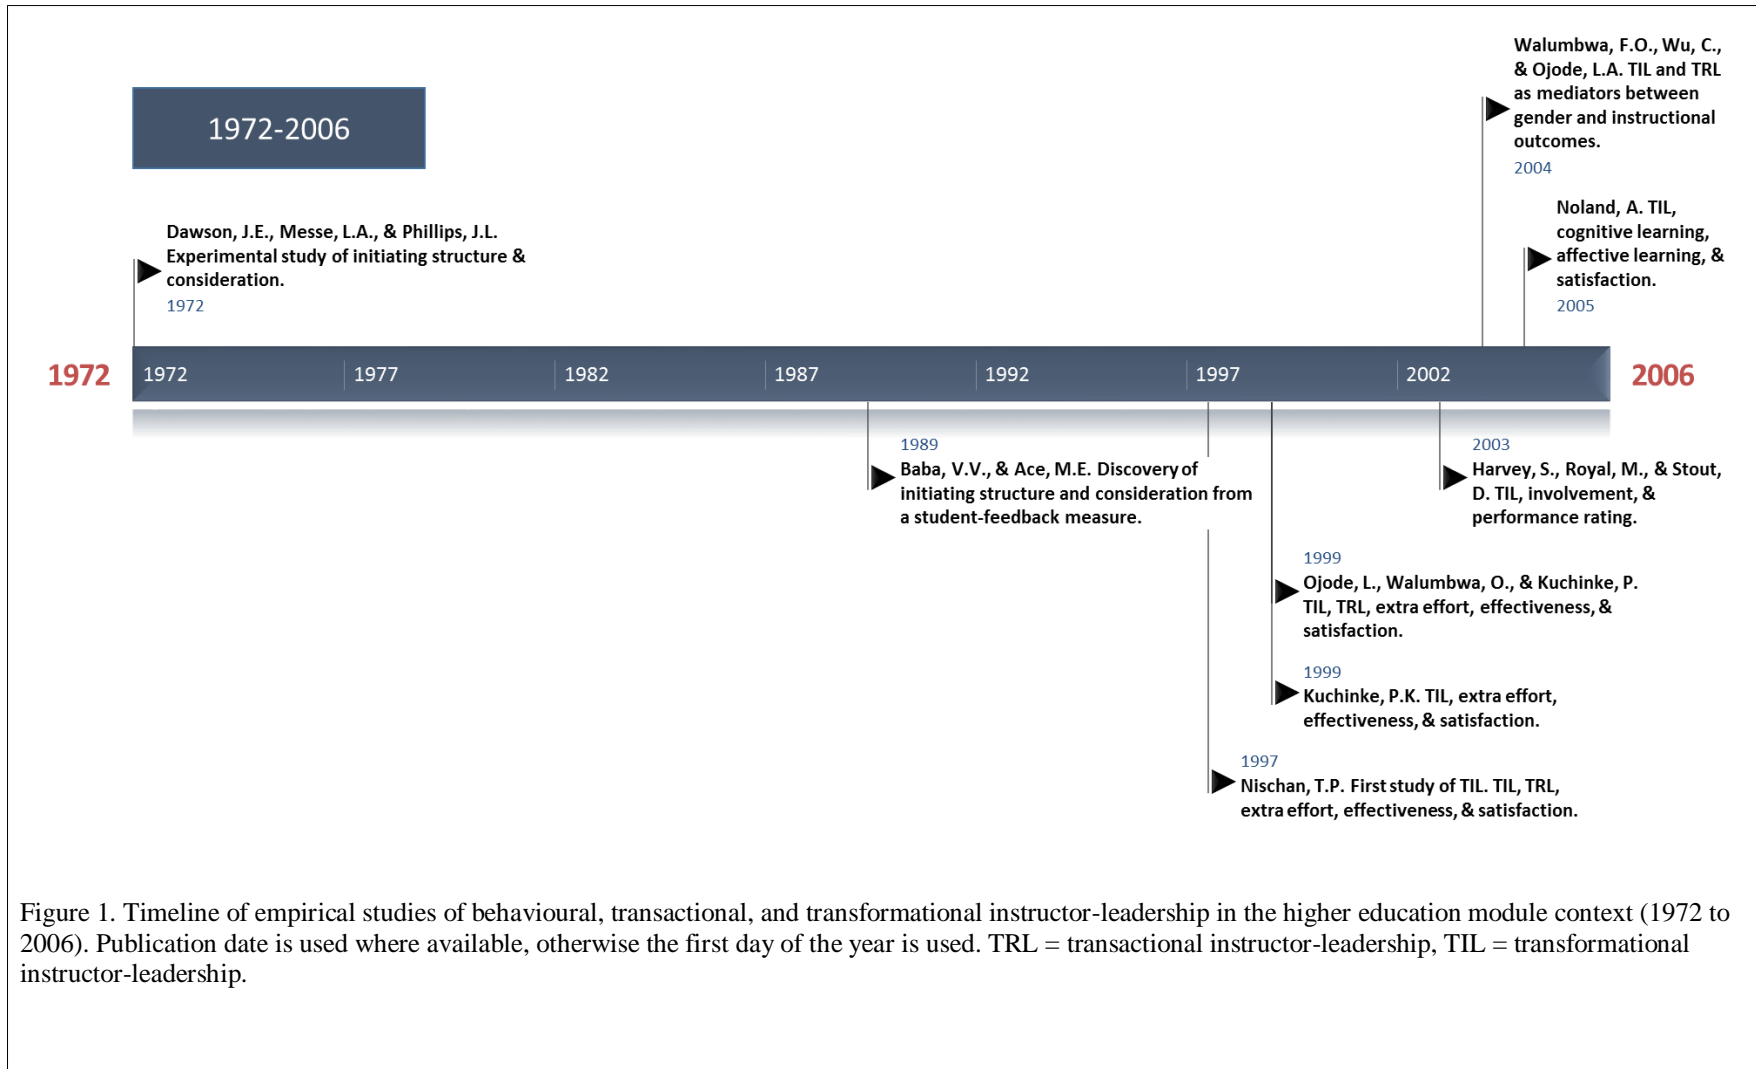 1972-2006
Walumbwa, F.O., Wu, C.,
& Ojode, L.A. TIL and TRL
as mediators between
gender and instructional
outcomes.
2004
Dawson, J.E., Messe, L.A., & Phillips, J.L.
Experimental study of initiating structure &
consideration.
1972
Noland, A. TIL,
cognitive learning,
affective learning, &
satisfaction.
2005
1972 1972 1977 1982 1987 1992 1997 2002 2006
1989
Baba, V.V., & Ace, M.E. Discovery of
initiating structure and consideration from
a student-feedback measure.
2003
Harvey, S., Royal, M., & Stout,
D. TIL, involvement, &
performance rating.
1999
Ojode, L., Walumbwa, O., & Kuchinke, P.
TIL, TRL, extra effort, effectiveness, &
satisfaction.
1999
Kuchinke, P.K. TIL, extra effort,
effectiveness, & satisfaction.
1997
Nischan, T.P. First study of TIL. TIL, TRL,
extra effort, effectiveness, & satisfaction.
Figure 1. Timeline of empirical studies of behavioural, transactional, and transformational instructor-leadership in the higher education module context (1972 to
2006). Publication date is used where available, otherwise the first day of the year is used. TRL = transactional instructor-leadership, TIL = transformational
instructor-leadership.